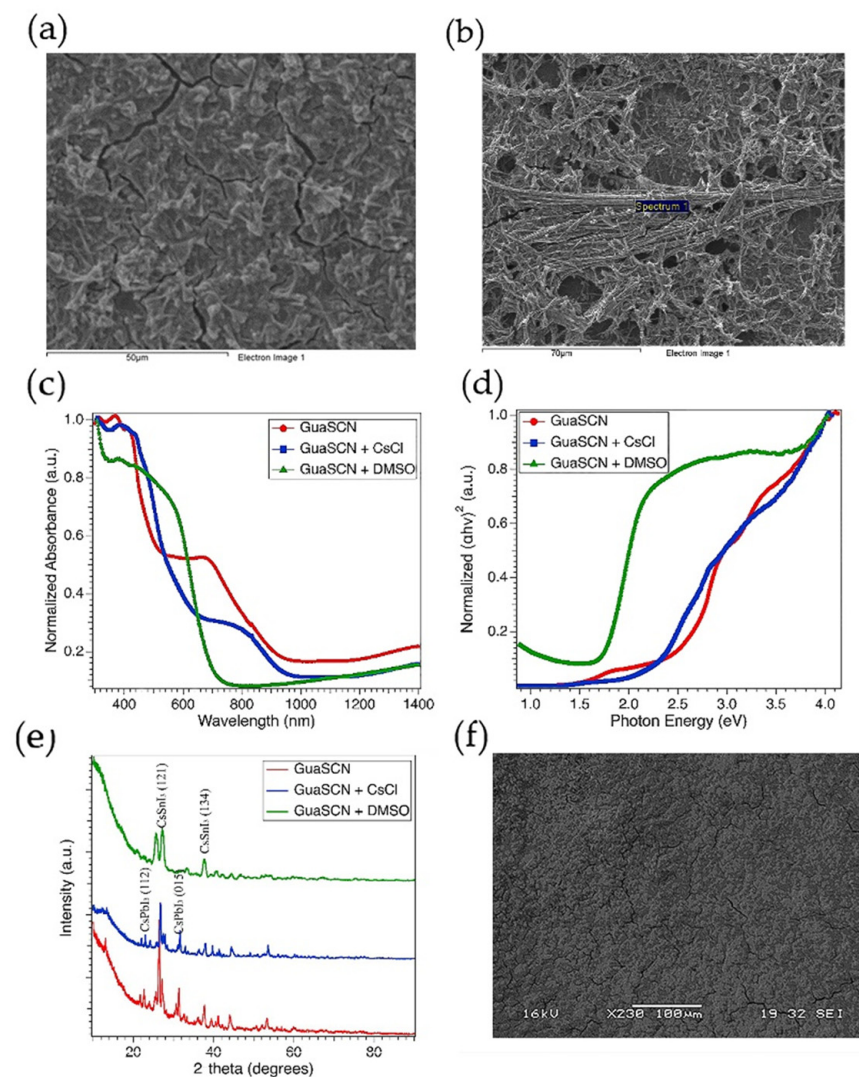 (a)
(b)
Spectrum 1
50μm
Electron Image 1
70μm
Electron Image 1
(c)
(d)
1.0
0.8
0.6
0.4
0.2
Normalized Absorbance (a.u.)
GuaSCN
GuaSCN + CsCl
GuaSCN + DMSO
400
600
800
1000
1200
1400
Wavelength (nm)
1.0
0.8
0.6
0.4
0.2
Normalized (αhν)² (a.u.)
GuaSCN
GuaSCN + CsCl
GuaSCN + DMSO
1.0
1.5
2.0
2.5
3.0
3.5
4.0
Photon Energy (eV)
(e)
(f)
Intensity (a.u.)
GuaSCN
GuaSCN + CsCl
GuaSCN + DMSO
CsSnI₃ (121)
CsSnI₃ (134)
CsPbI₃ (112)
CsPbI₃ (015)
20
40
60
80
2 theta (degrees)
16kV
X230 100μm
19 32 SEI